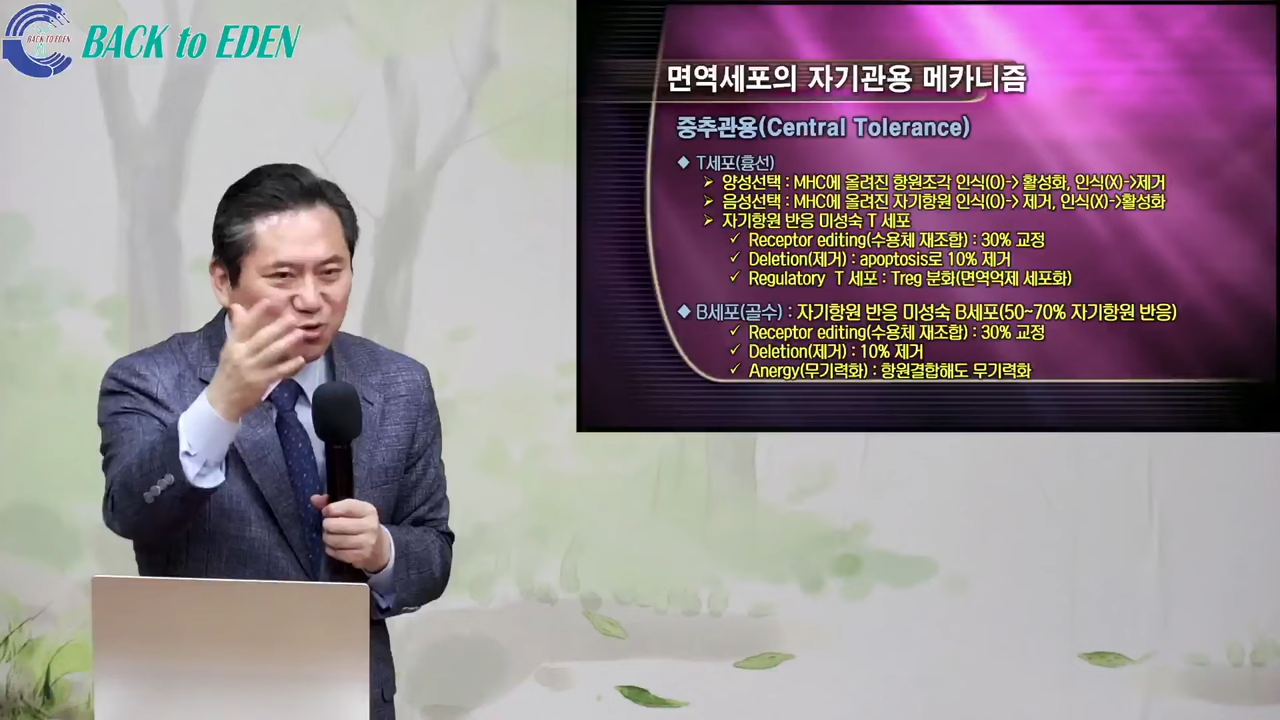 BACK TO EDEN
BACK to EDEN
면역세포의 자기관용 메카니즘
중추관용(Central Tolerance)
◆ T세포(흉선)
➢ 양성선택 : MHC에 올려진 항원조각 인식(O)-> 활성화, 인식(X)->제거
➢ 음성선택 : MHC에 올려진 자기항원 인식(O)-> 제거, 인식(X)->활성화
➢ 자기항원 반응 미성숙 T 세포
✓ Receptor editing(수용체 재조합) : 30% 교정
✓ Deletion(제거) : apoptosis로 10% 제거
✓ Regulatory T 세포 : Treg 분화(면역억제 세포화)
◆ B세포(골수) : 자기항원 반응 미성숙 B세포(50~70% 자기항원 반응)
✓ Receptor editing(수용체 재조합) : 30% 교정
✓ Deletion(제거) : 10% 제거
✓ Anergy(무기력화) : 항원결합해도 무기력화